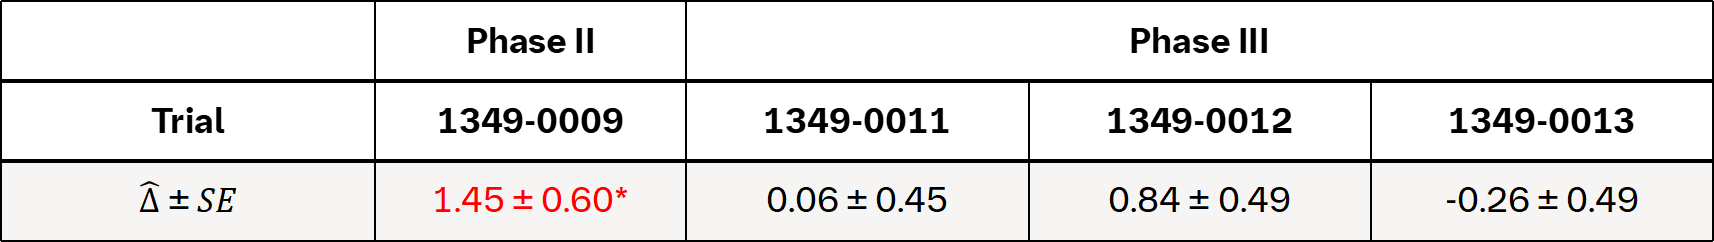 Phase II Phase III
Trial 1349-0009 1349-0011 1349-0012 1349-0013
Δ̂ ± SE 1.45 ± 0.60* 0.06 ± 0.45 0.84 ± 0.49 -0.26 ± 0.49